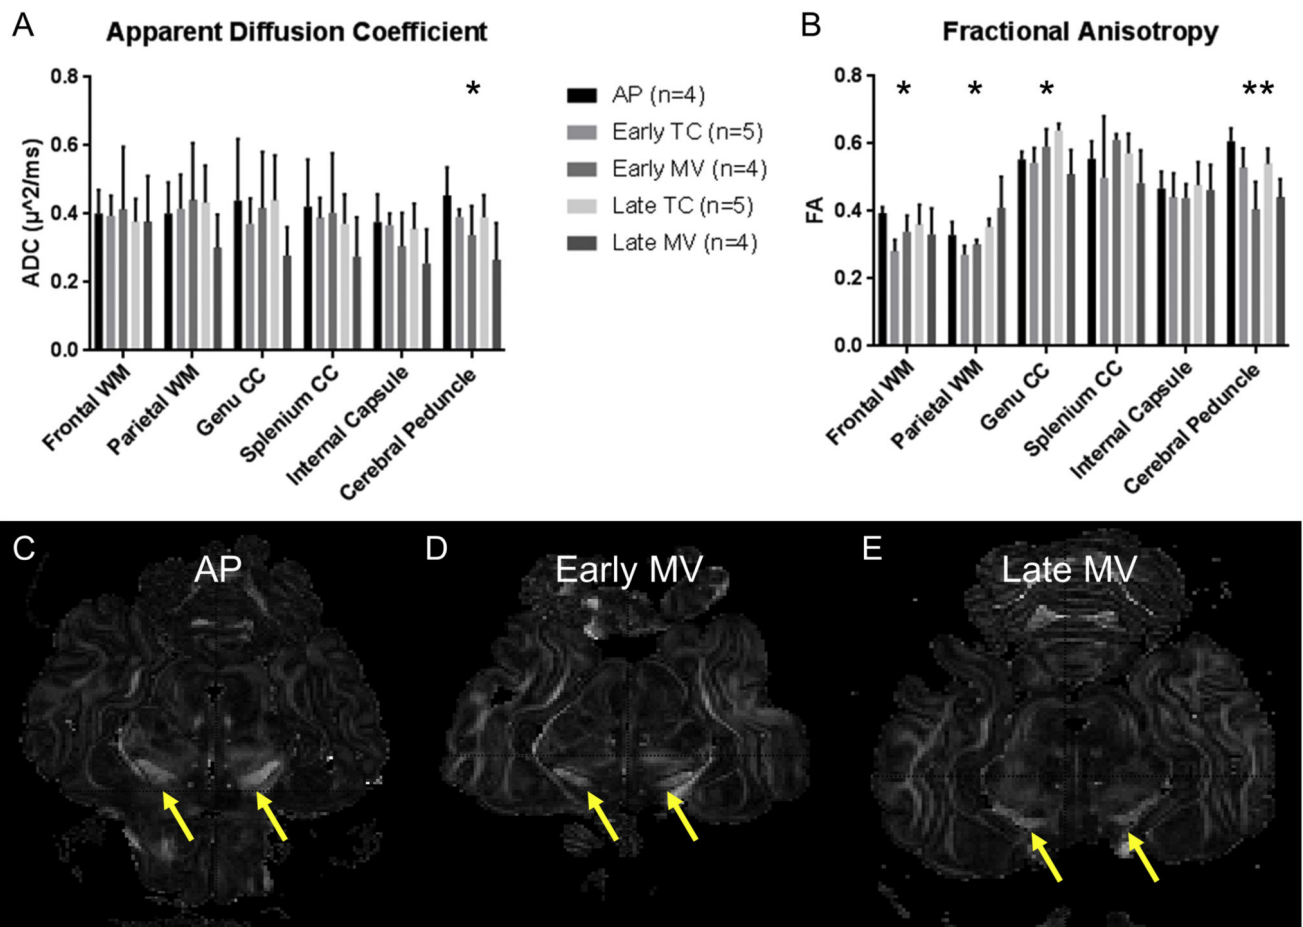 A
Apparent Diffusion Coefficient
ADC (µ^2/ms)
0.8
0.6
0.4
0.2
0.0
*
Frontal WM
Parietal WM
Genu CC
Splenium CC
Internal Capsule
Cerebral Peduncle
AP (n=4)
Early TC (n=5)
Early MV (n=4)
Late TC (n=5)
Late MV (n=4)
B
Fractional Anisotropy
FA
0.8
0.6
0.4
0.2
0.0
* * * **
Frontal WM
Parietal WM
Genu CC
Splenium CC
Internal Capsule
Cerebral Peduncle
C
AP
D
Early MV
E
Late MV